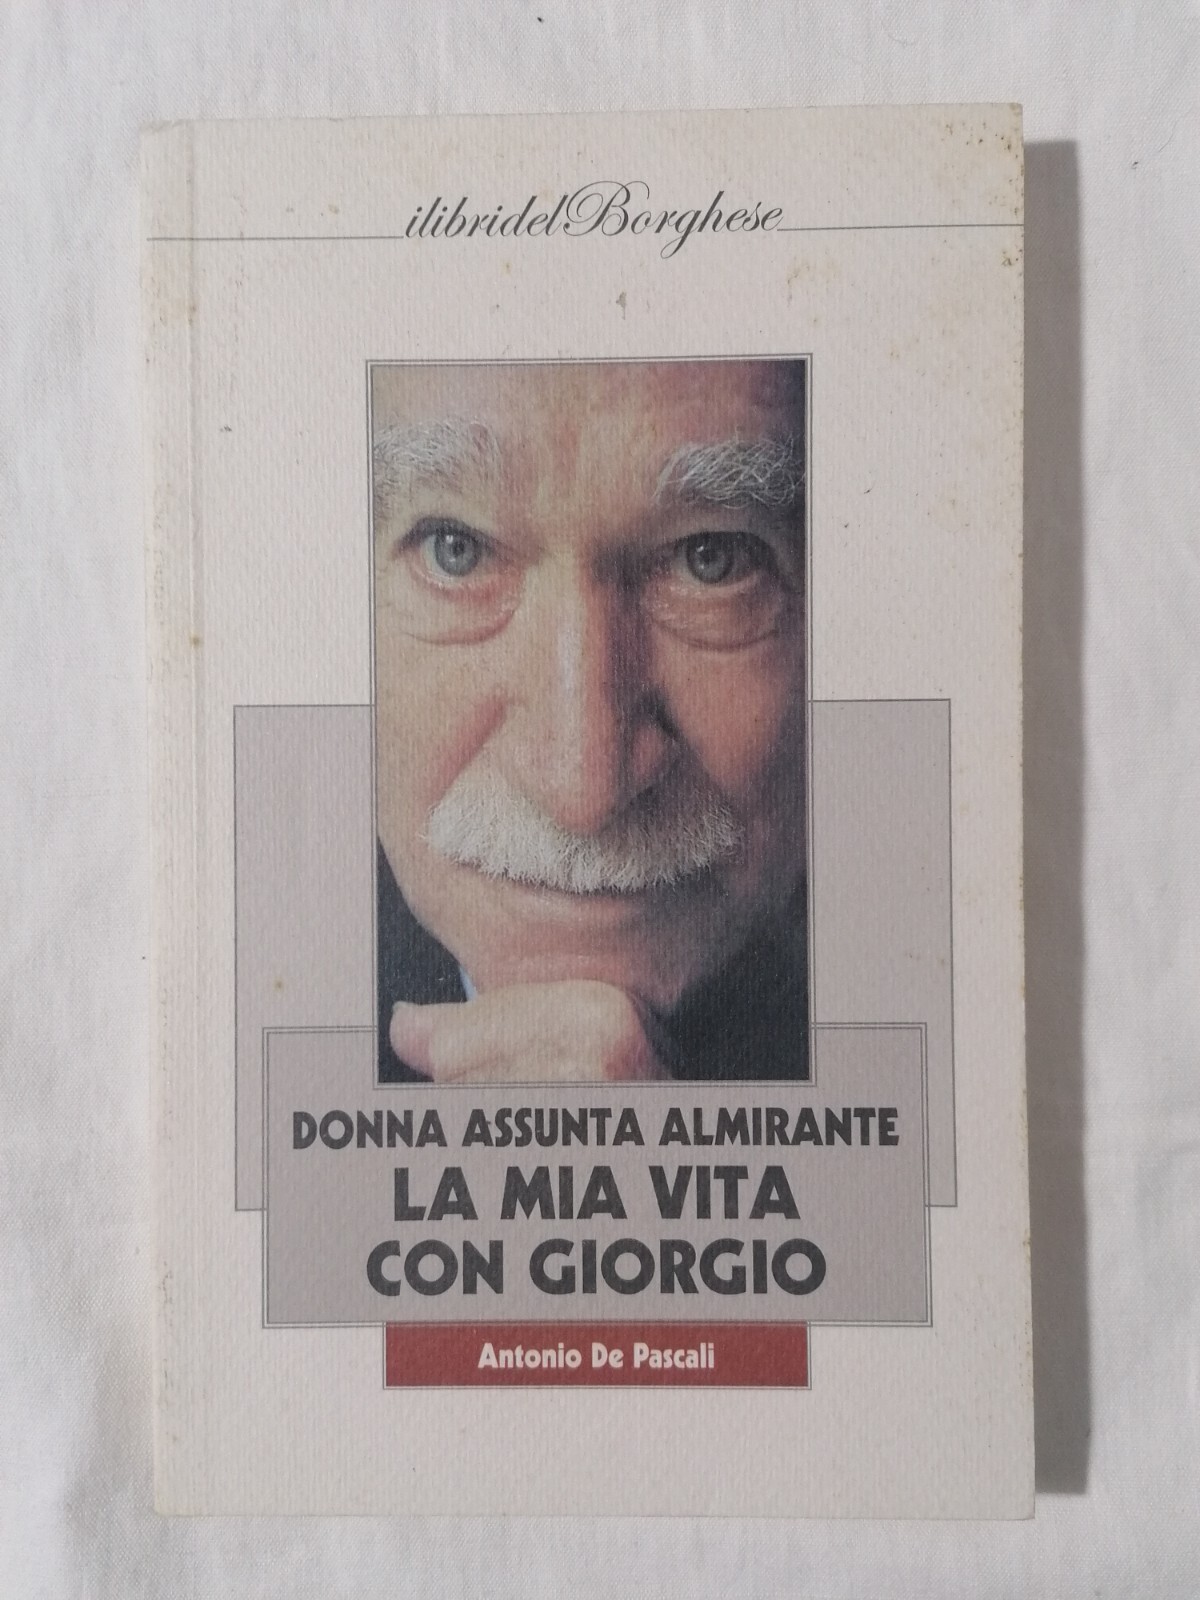 ilibridelBorghese
DONNA ASSUNTA ALMIRANTE
LA MIA VITA
CON GIORGIO
Antonio De Pascali